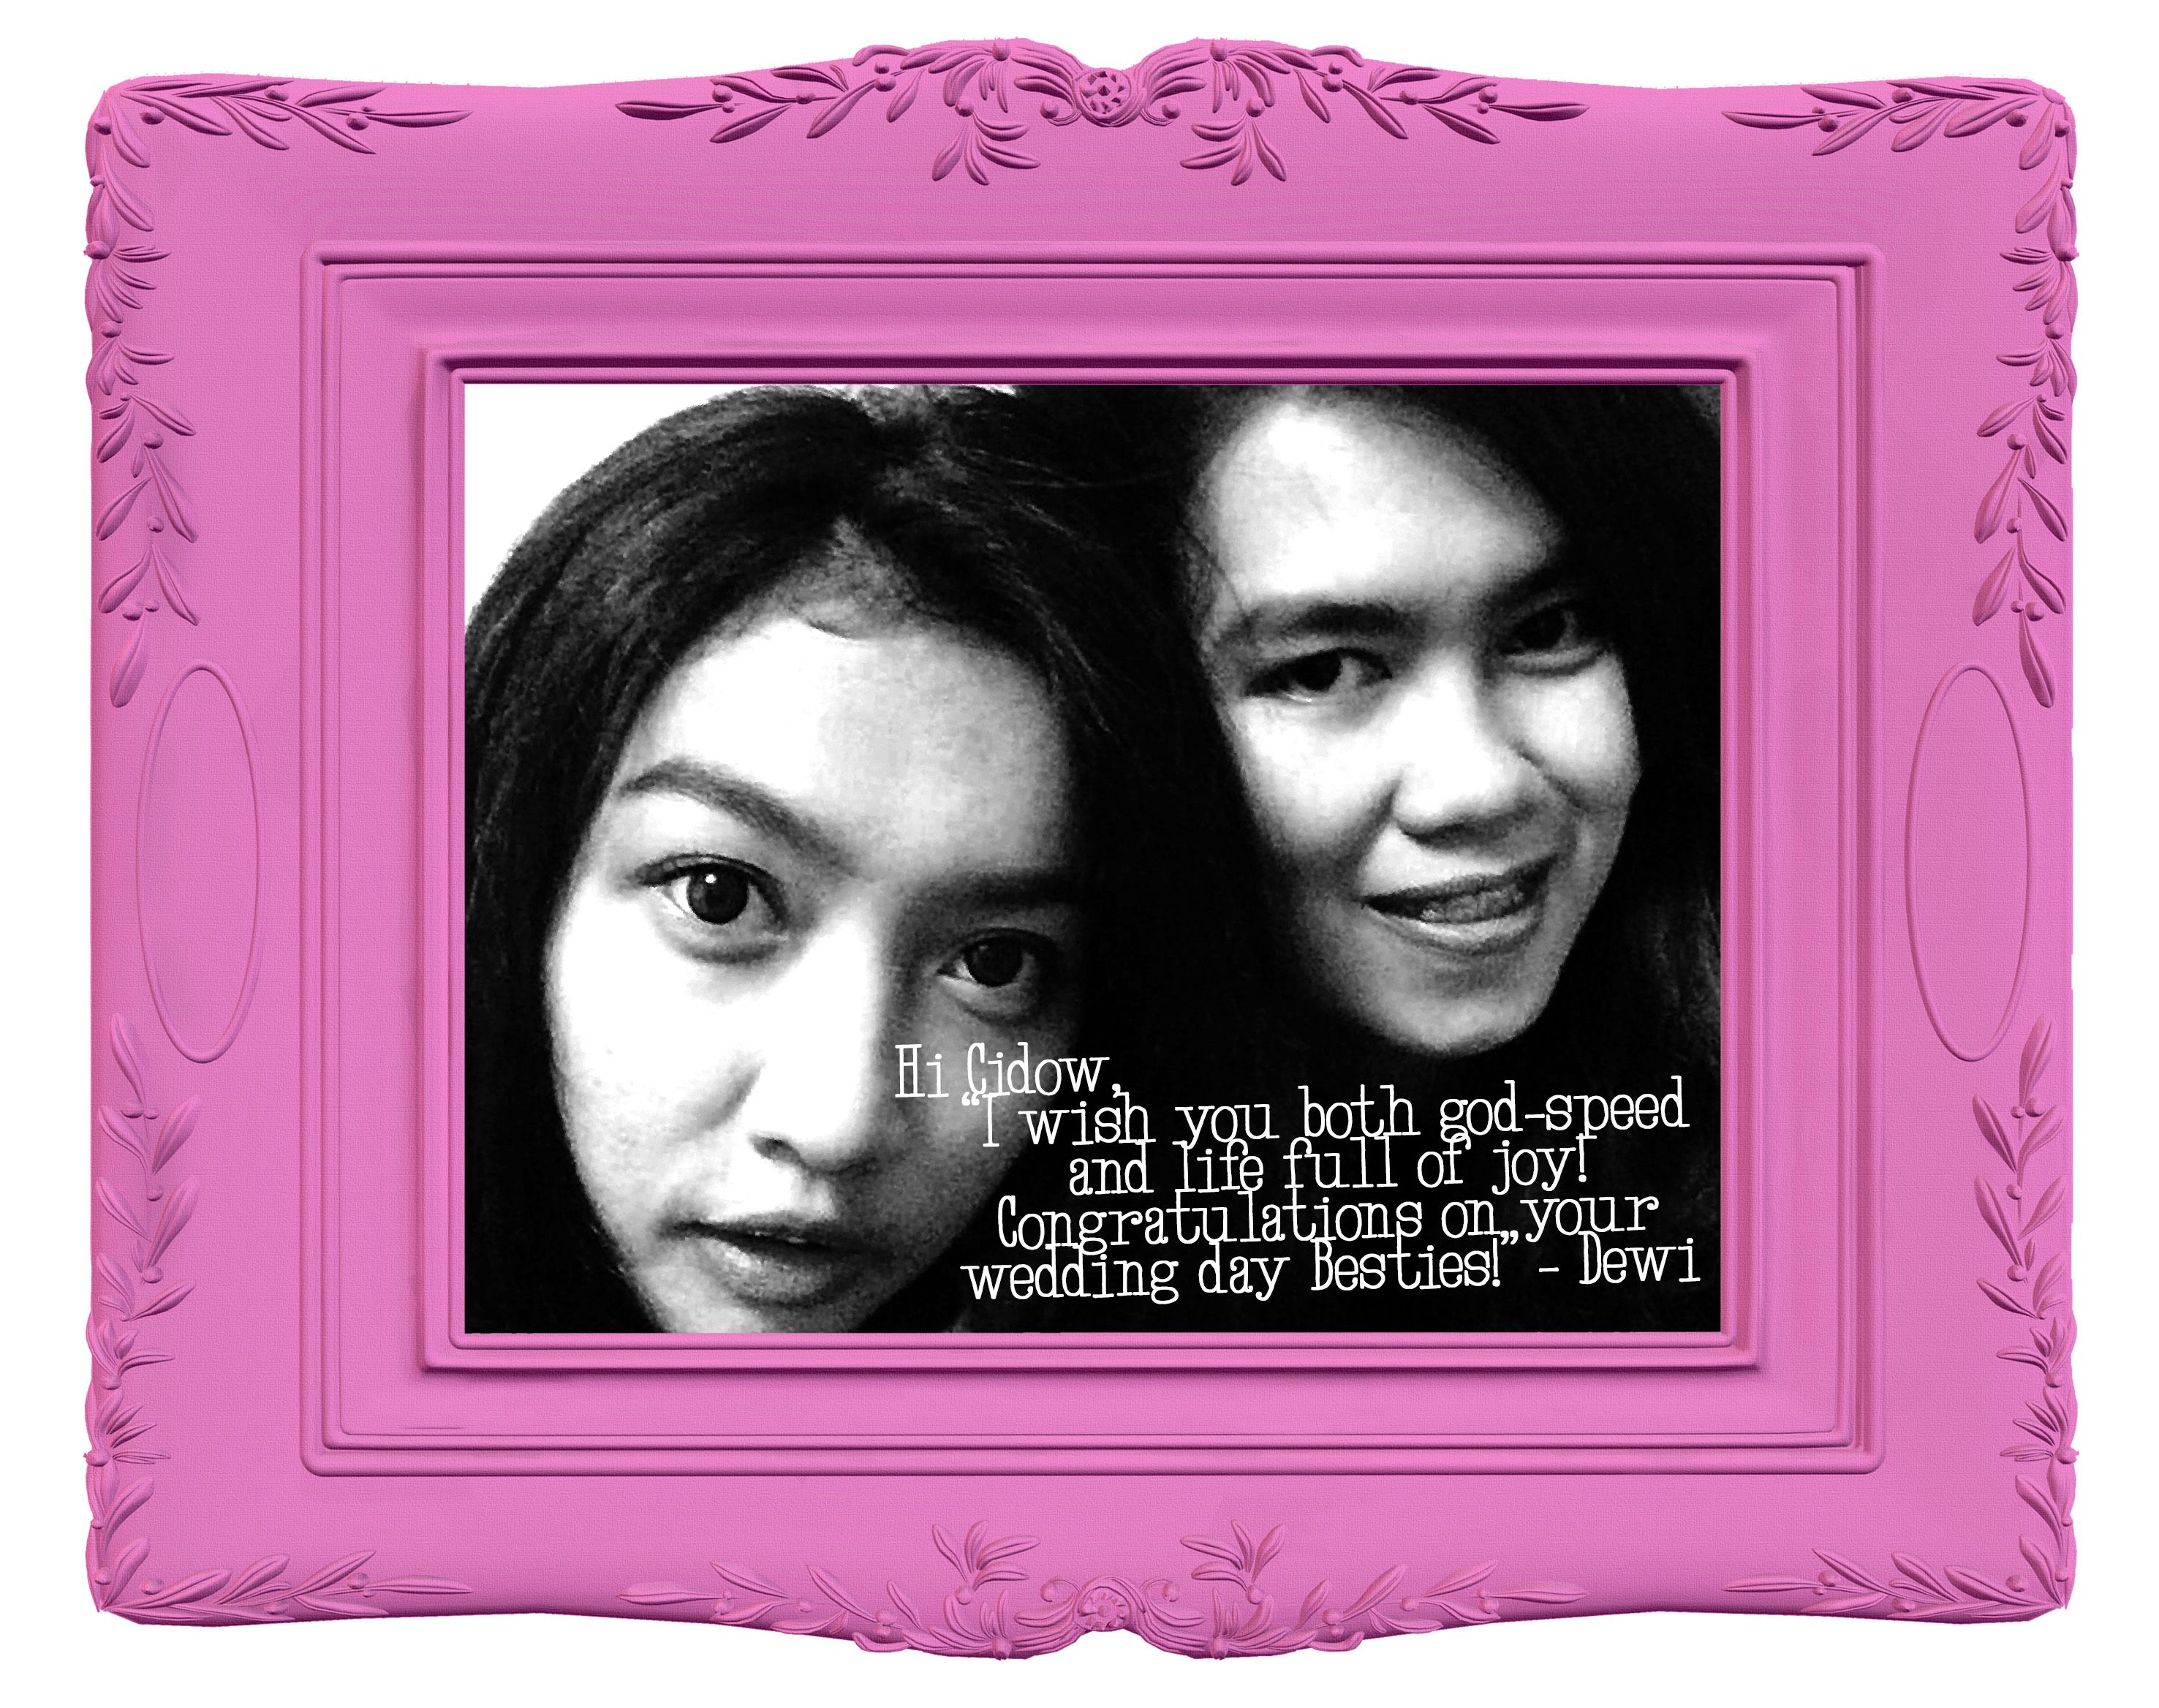 Hi Cidow,
“I wish you both god-speed
and life full of joy!
Congratulations on your
wedding day Besties!” - Dewi